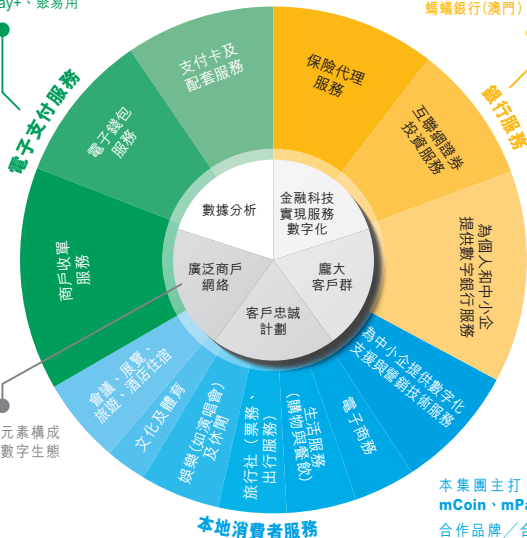 ay+、聚易用
螞蟻銀行(澳門)
電子支付服務
支付卡及
配套服務
電子錢包
服務
商戶收單
服務
銀行服務
保險代理
服務
互聯網證券
投資服務
為個人和中小企
提供數字銀行服務
數據分析
金融科技
實現服務
數字化
廣泛商戶
網絡
龐大
客戶群
客戶忠誠
計劃
會議、展覽、
旅遊、酒店住宿
文化及體育
娛樂(如演唱會)
及休閒
旅行社（票務、
出行服務）
生活服務
(購物與餐飲)
電子商務
為中小企提供數字化
支援與營銷技術服務
本地消費者服務
元素構成
數字生態
本集團主打
mCoin、mPa
合作品牌／合